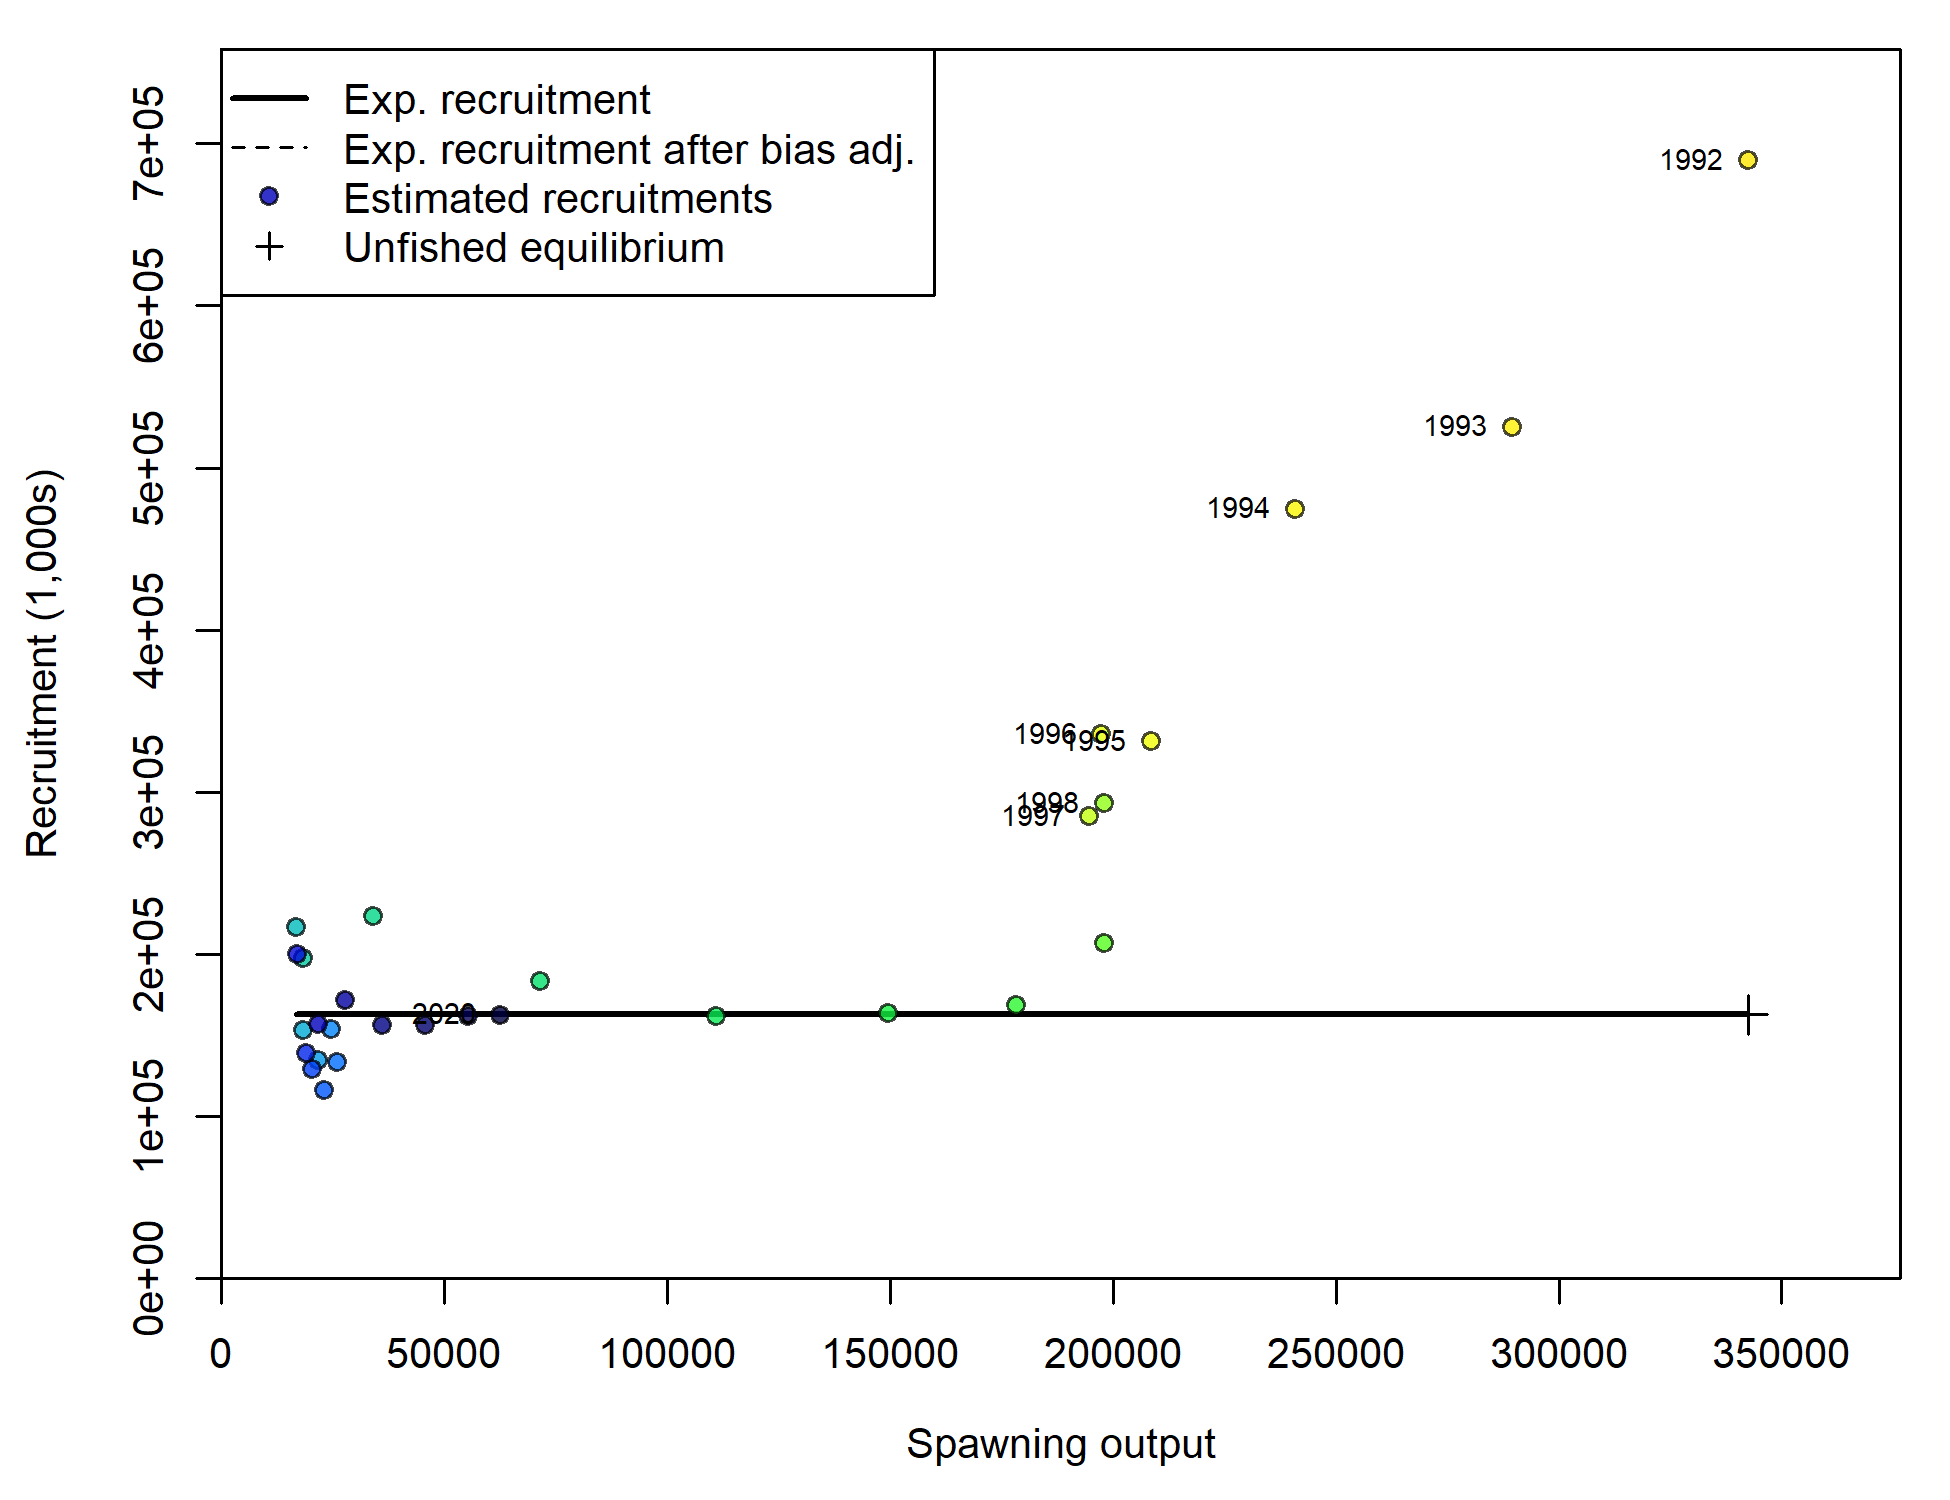 Exp. recruitment
Exp. recruitment after bias adj.
Estimated recruitments
Unfished equilibrium
7e+05
6e+05
5e+05
4e+05
3e+05
2e+05
1e+05
0e+00
Recruitment (1,000s)
1992
1993
1994
1996
1995
1998
1997
0
50000
100000
150000
200000
250000
300000
350000
Spawning output